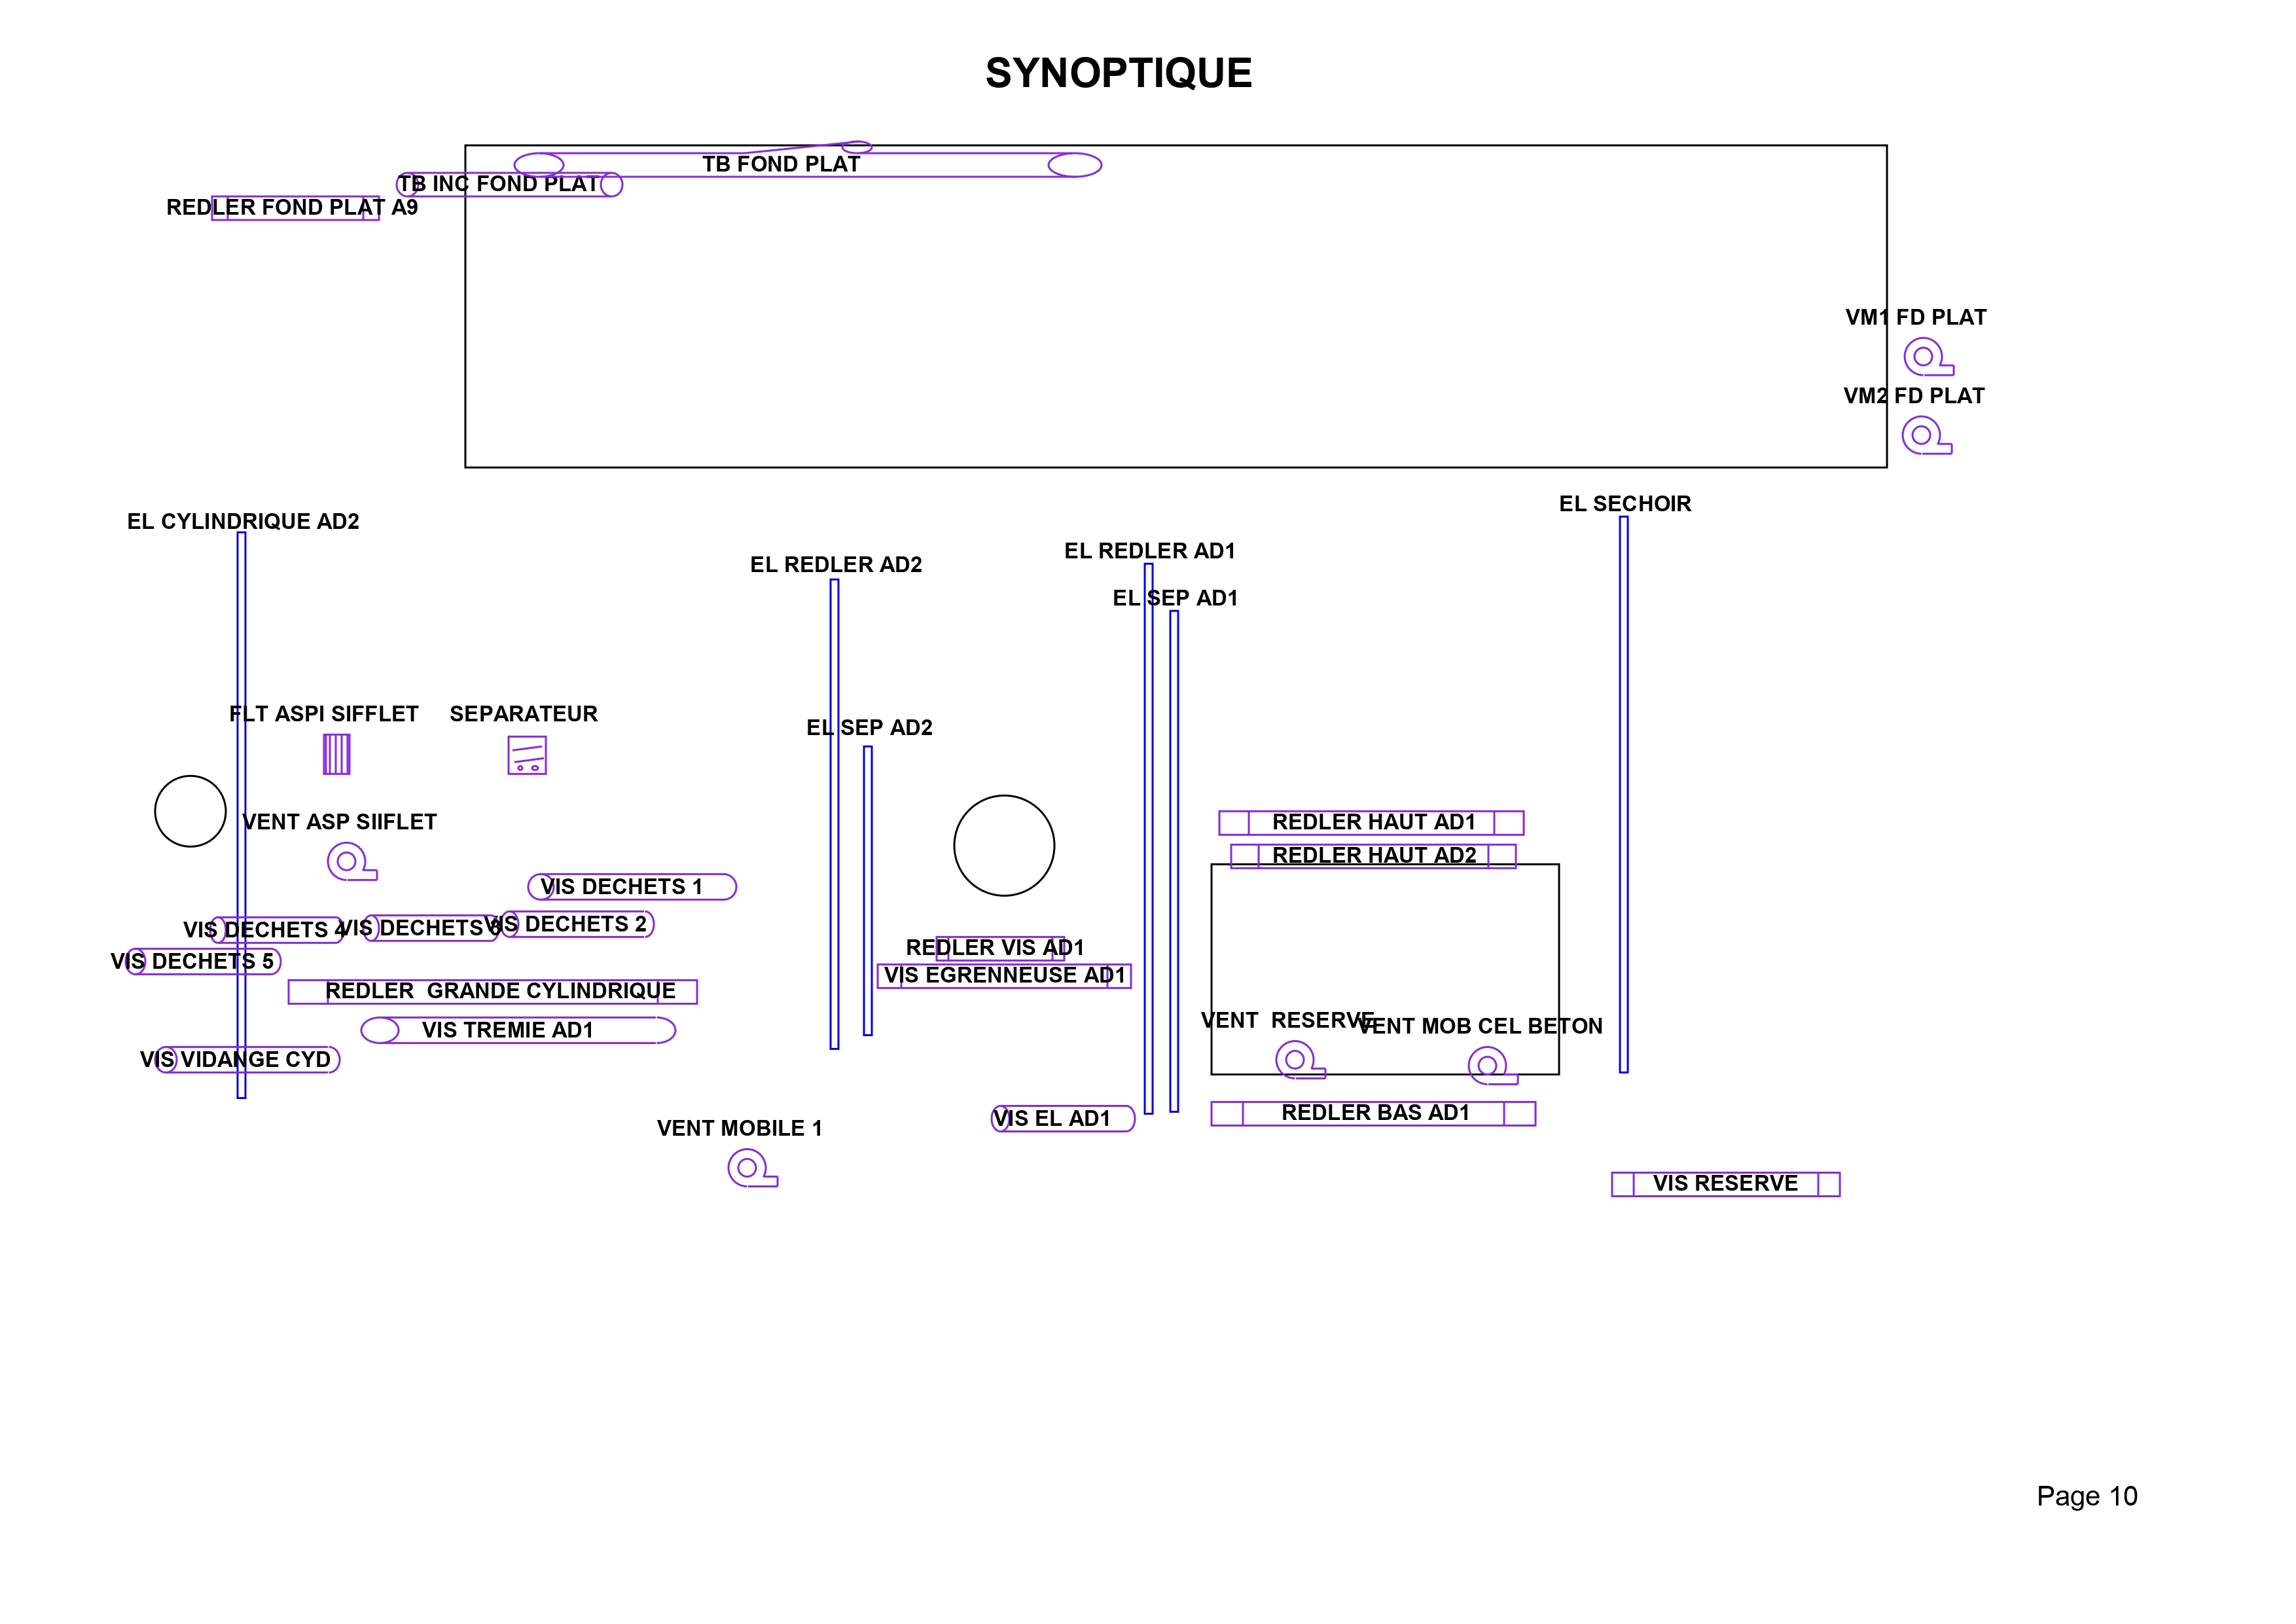 SYNOPTIQUE
TB FOND PLAT
TB INC FOND PLAT
REDLER FOND PLAT A9
VM1 FD PLAT
VM2 FD PLAT
EL SECHOIR
EL CYLINDRIQUE AD2
EL REDLER AD1
EL REDLER AD2
EL SEP AD1
FLT ASPI SIFFLET
SEPARATEUR
EL SEP AD2
VENT ASP SIIFLET
REDLER HAUT AD1
REDLER HAUT AD2
VIS DECHETS 1
VIS DECHETS 4
VIS DECHETS 3
VIS DECHETS 2
REDLER VIS AD1
VIS DECHETS 5
VIS EGRENNEUSE AD1
REDLER  GRANDE CYLINDRIQUE
VENT  RESERVE
VENT MOB CEL BETON
VIS TREMIE AD1
VIS VIDANGE CYD
REDLER BAS AD1
VIS EL AD1
VENT MOBILE 1
VIS RESERVE
Page 10